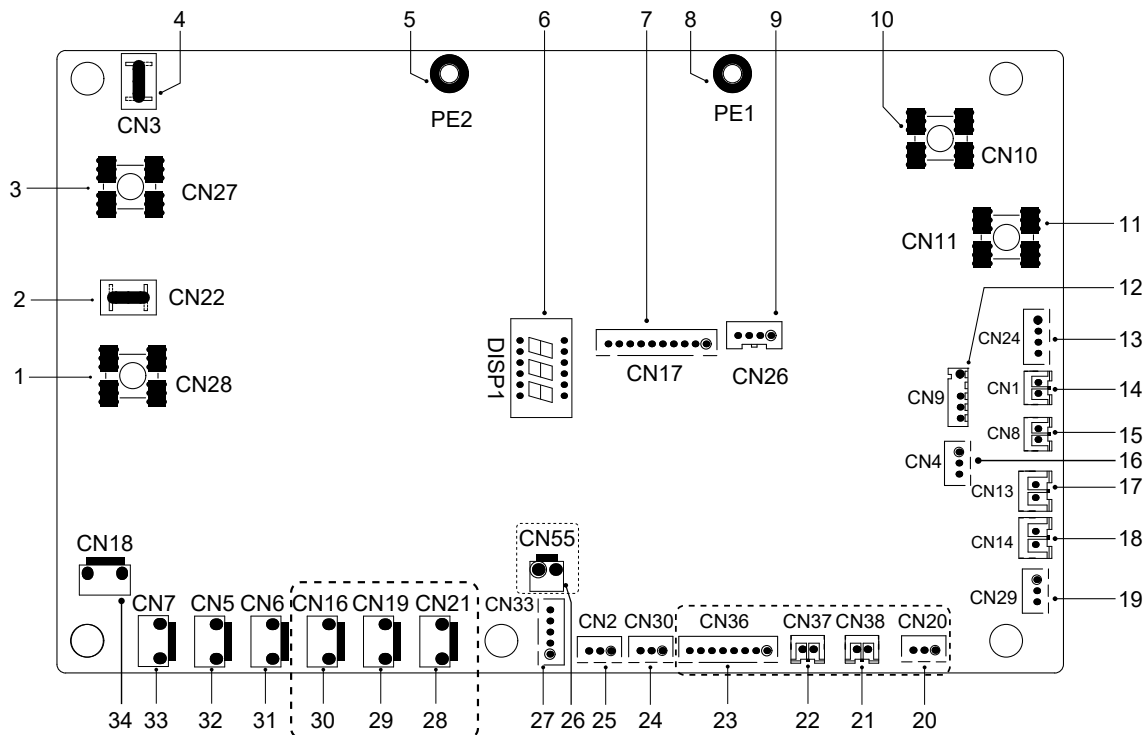 4 5 6 7 8 9 10
CN3
PE2
PE1
CN10
3
CN27
CN11
11
2
CN22
12
CN24
13
DISP1
CN17
CN26
1
CN28
CN9
CN1
14
CN8
15
CN4
16
CN13
17
CN14
18
CN18
CN55
CN29
19
CN7 CN5 CN6 CN16 CN19 CN21 CN33 CN2 CN30 CN36 CN37 CN38 CN20
34 33 32 31 30 29 28 27 26 25 24 23 22 21 20